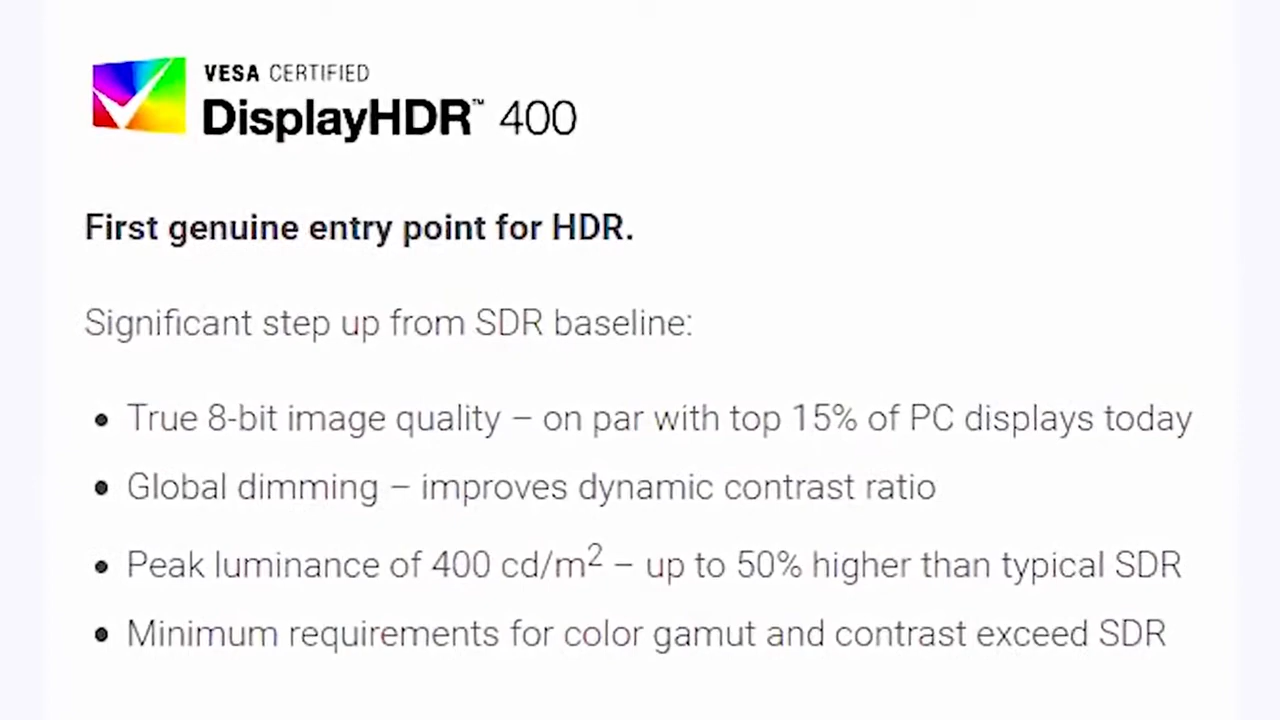 VESA CERTIFIED
DisplayHDR™ 400
First genuine entry point for HDR.
Significant step up from SDR baseline:
• True 8-bit image quality – on par with top 15% of PC displays today
• Global dimming – improves dynamic contrast ratio
• Peak luminance of 400 cd/m² – up to 50% higher than typical SDR
• Minimum requirements for color gamut and contrast exceed SDR